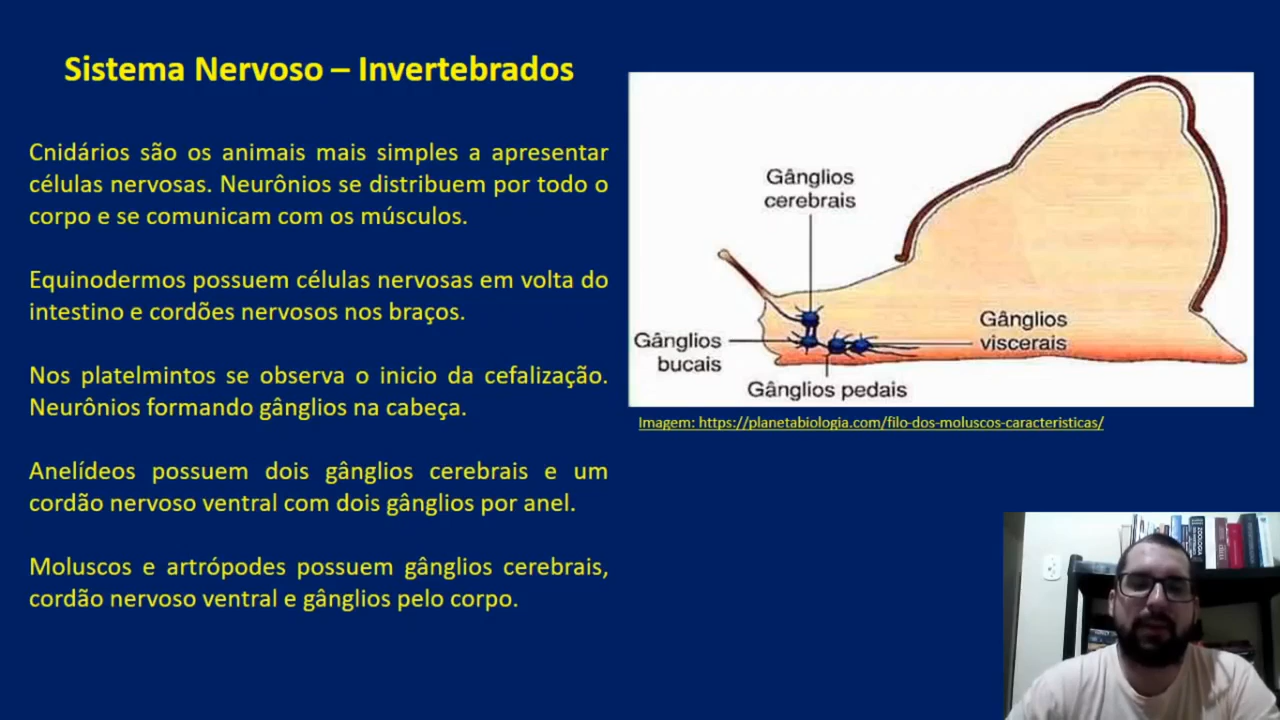 Sistema Nervoso – Invertebrados
Cnidários são os animais mais simples a apresentar
células nervosas. Neurônios se distribuem por todo o
corpo e se comunicam com os músculos.
Equinodermos possuem células nervosas em volta do
intestino e cordões nervosos nos braços.
Nos platelmintos se observa o inicio da cefalização.
Neurônios formando gânglios na cabeça.
Anelídeos possuem dois gânglios cerebrais e um
cordão nervoso ventral com dois gânglios por anel.
Moluscos e artrópodes possuem gânglios cerebrais,
cordão nervoso ventral e gânglios pelo corpo.
Gânglios
cerebrais
Gânglios
bucais
Gânglios pedais
Gânglios
viscerais
Imagem: https://planetabiologia.com/filo-dos-moluscos-caracteristicas/
ZOOLOGIA